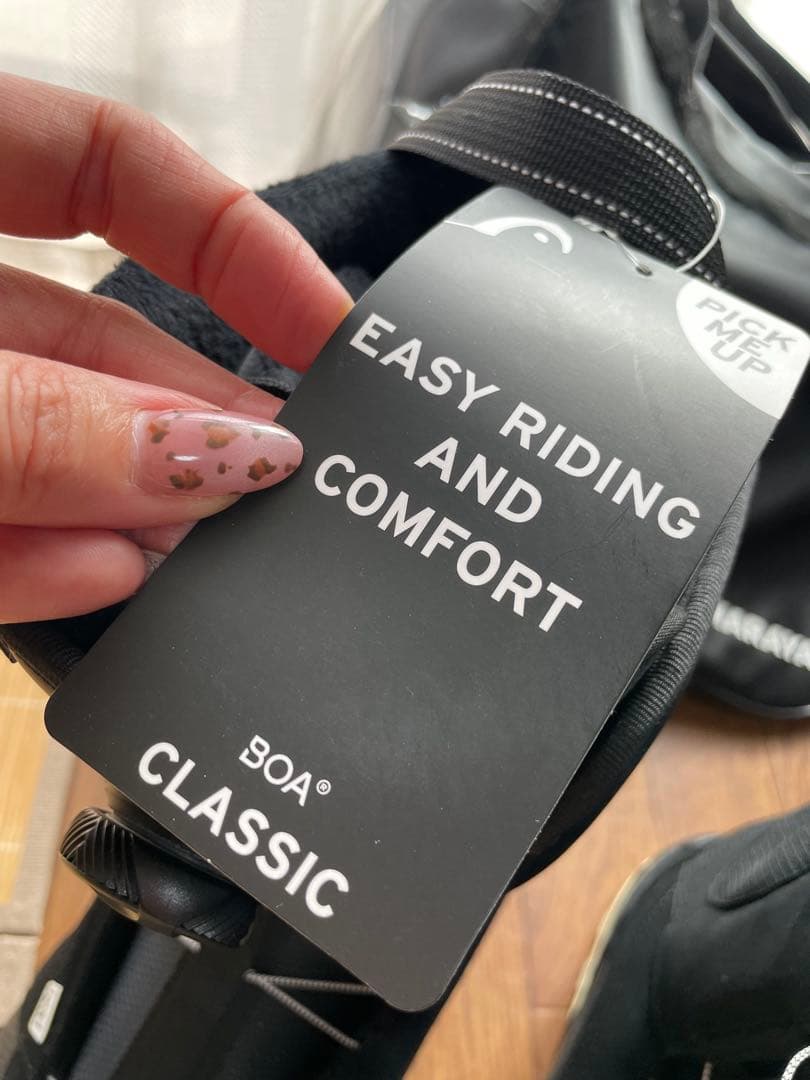 PICK
ME
UP
EASY RIDING
AND
COMFORT
BOA®
CLASSIC